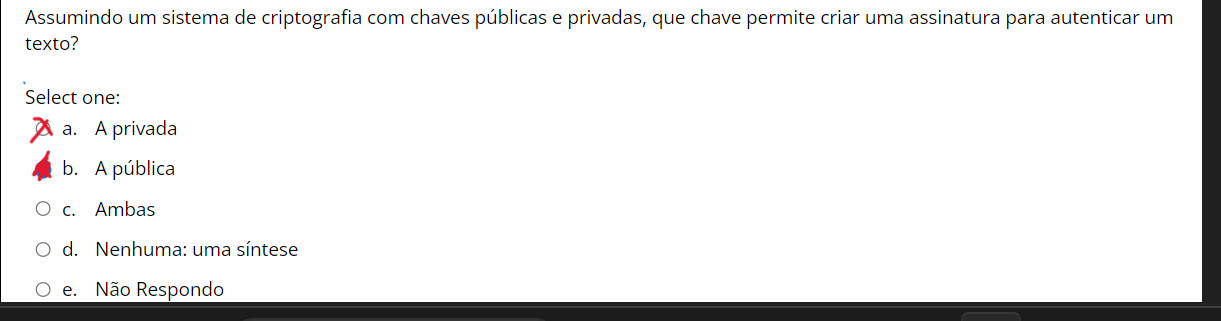 Assumindo um sistema de criptografia com chaves públicas e privadas, que chave permite criar uma assinatura para autenticar um
texto?
Select one:
a. A privada
b. A pública
c. Ambas
d. Nenhuma: uma síntese
e. Não Respondo